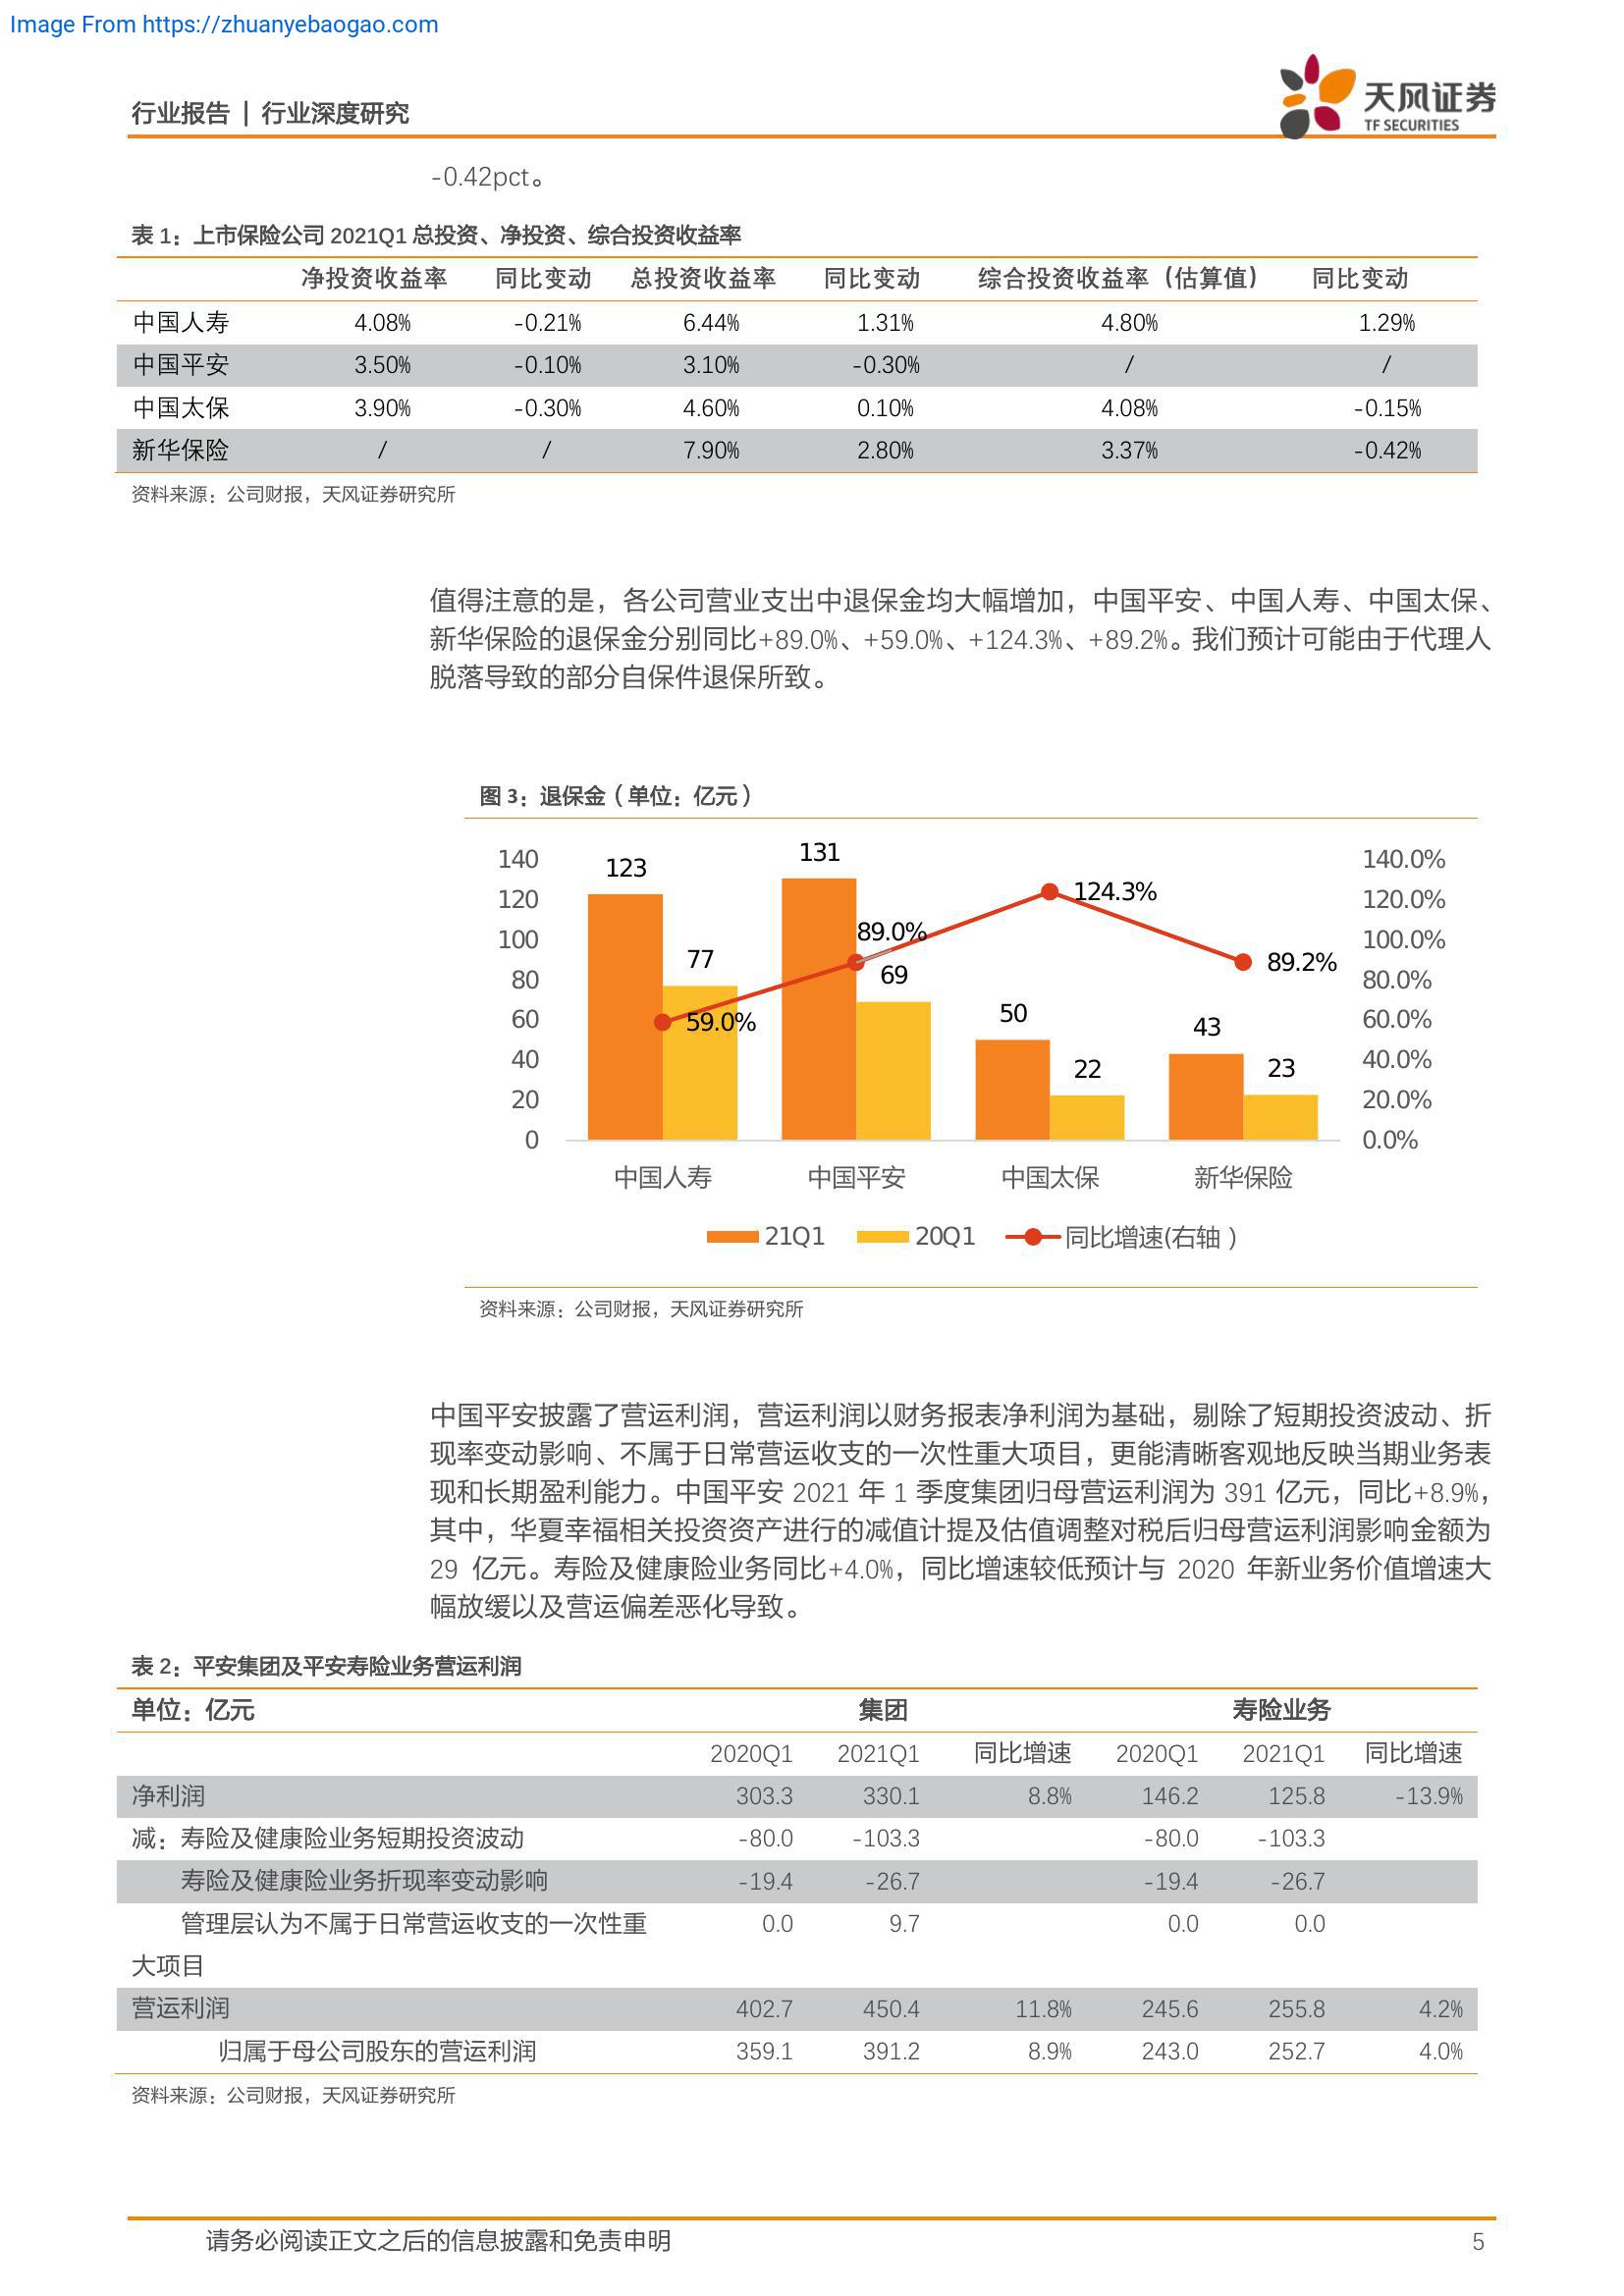 Image From https://zhuanyebaogao.com
行业报告 | 行业深度研究
天风证券
TF SECURITIES
-0.42pct。
表 1：上市保险公司 2021Q1 总投资、净投资、综合投资收益率
净投资收益率 同比变动 总投资收益率 同比变动 综合投资收益率（估算值） 同比变动
中国人寿 4.08% -0.21% 6.44% 1.31% 4.80% 1.29%
中国平安 3.50% -0.10% 3.10% -0.30% / /
中国太保 3.90% -0.30% 4.60% 0.10% 4.08% -0.15%
新华保险 / / 7.90% 2.80% 3.37% -0.42%
资料来源：公司财报，天风证券研究所
值得注意的是，各公司营业支出中退保金均大幅增加，中国平安、中国人寿、中国太保、
新华保险的退保金分别同比+89.0%、+59.0%、+124.3%、+89.2%。我们预计可能由于代理人
脱落导致的部分自保件退保所致。
图 3：退保金（单位：亿元）
140 123 131 140.0%
120 124.3% 120.0%
100 89.0% 100.0%
80 77 69 89.2% 80.0%
60 59.0% 50 43 60.0%
40 22 23 40.0%
20 20.0%
0 0.0%
中国人寿 中国平安 中国太保 新华保险
21Q1 20Q1 同比增速(右轴）
资料来源：公司财报，天风证券研究所
中国平安披露了营运利润，营运利润以财务报表净利润为基础，剔除了短期投资波动、折
现率变动影响、不属于日常营运收支的一次性重大项目，更能清晰客观地反映当期业务表
现和长期盈利能力。中国平安 2021 年 1 季度集团归母营运利润为 391 亿元，同比+8.9%，
其中，华夏幸福相关投资资产进行的减值计提及估值调整对税后归母营运利润影响金额为
29 亿元。寿险及健康险业务同比+4.0%，同比增速较低预计与 2020 年新业务价值增速大
幅放缓以及营运偏差恶化导致。
表 2：平安集团及平安寿险业务营运利润
单位：亿元 集团 寿险业务
2020Q1 2021Q1 同比增速 2020Q1 2021Q1 同比增速
净利润 303.3 330.1 8.8% 146.2 125.8 -13.9%
减：寿险及健康险业务短期投资波动 -80.0 -103.3 -80.0 -103.3
寿险及健康险业务折现率变动影响 -19.4 -26.7 -19.4 -26.7
管理层认为不属于日常营运收支的一次性重 0.0 9.7 0.0 0.0
大项目
营运利润 402.7 450.4 11.8% 245.6 255.8 4.2%
归属于母公司股东的营运利润 359.1 391.2 8.9% 243.0 252.7 4.0%
资料来源：公司财报，天风证券研究所
请务必阅读正文之后的信息披露和免责申明 5